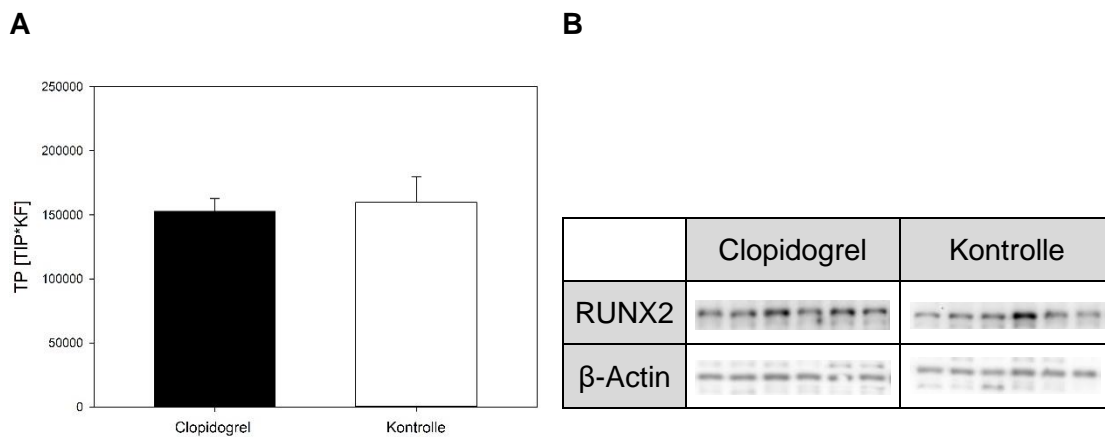 A
B
250000
200000
150000
100000
50000
0
TP [TIP*KF]
Clopidogrel
Kontrolle
Clopidogrel Kontrolle
RUNX2
β-Actin